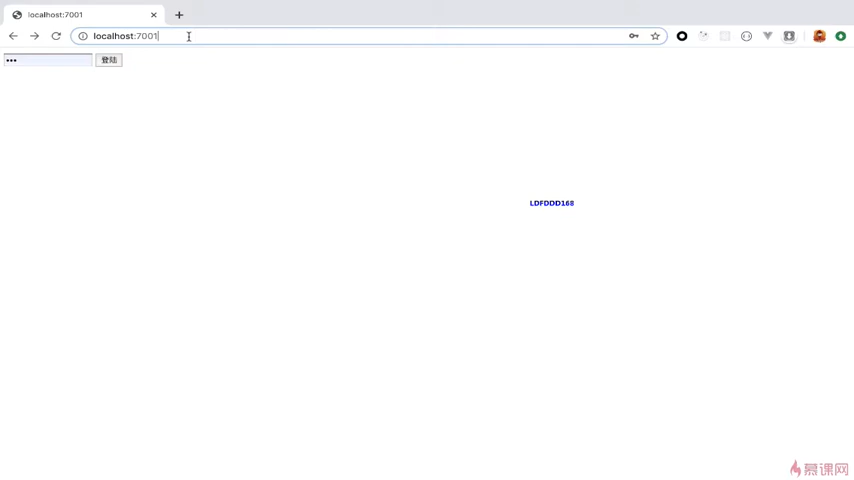 localhost:7001
localhost:7001
••• 登陆
LDFDDD168
慕课网